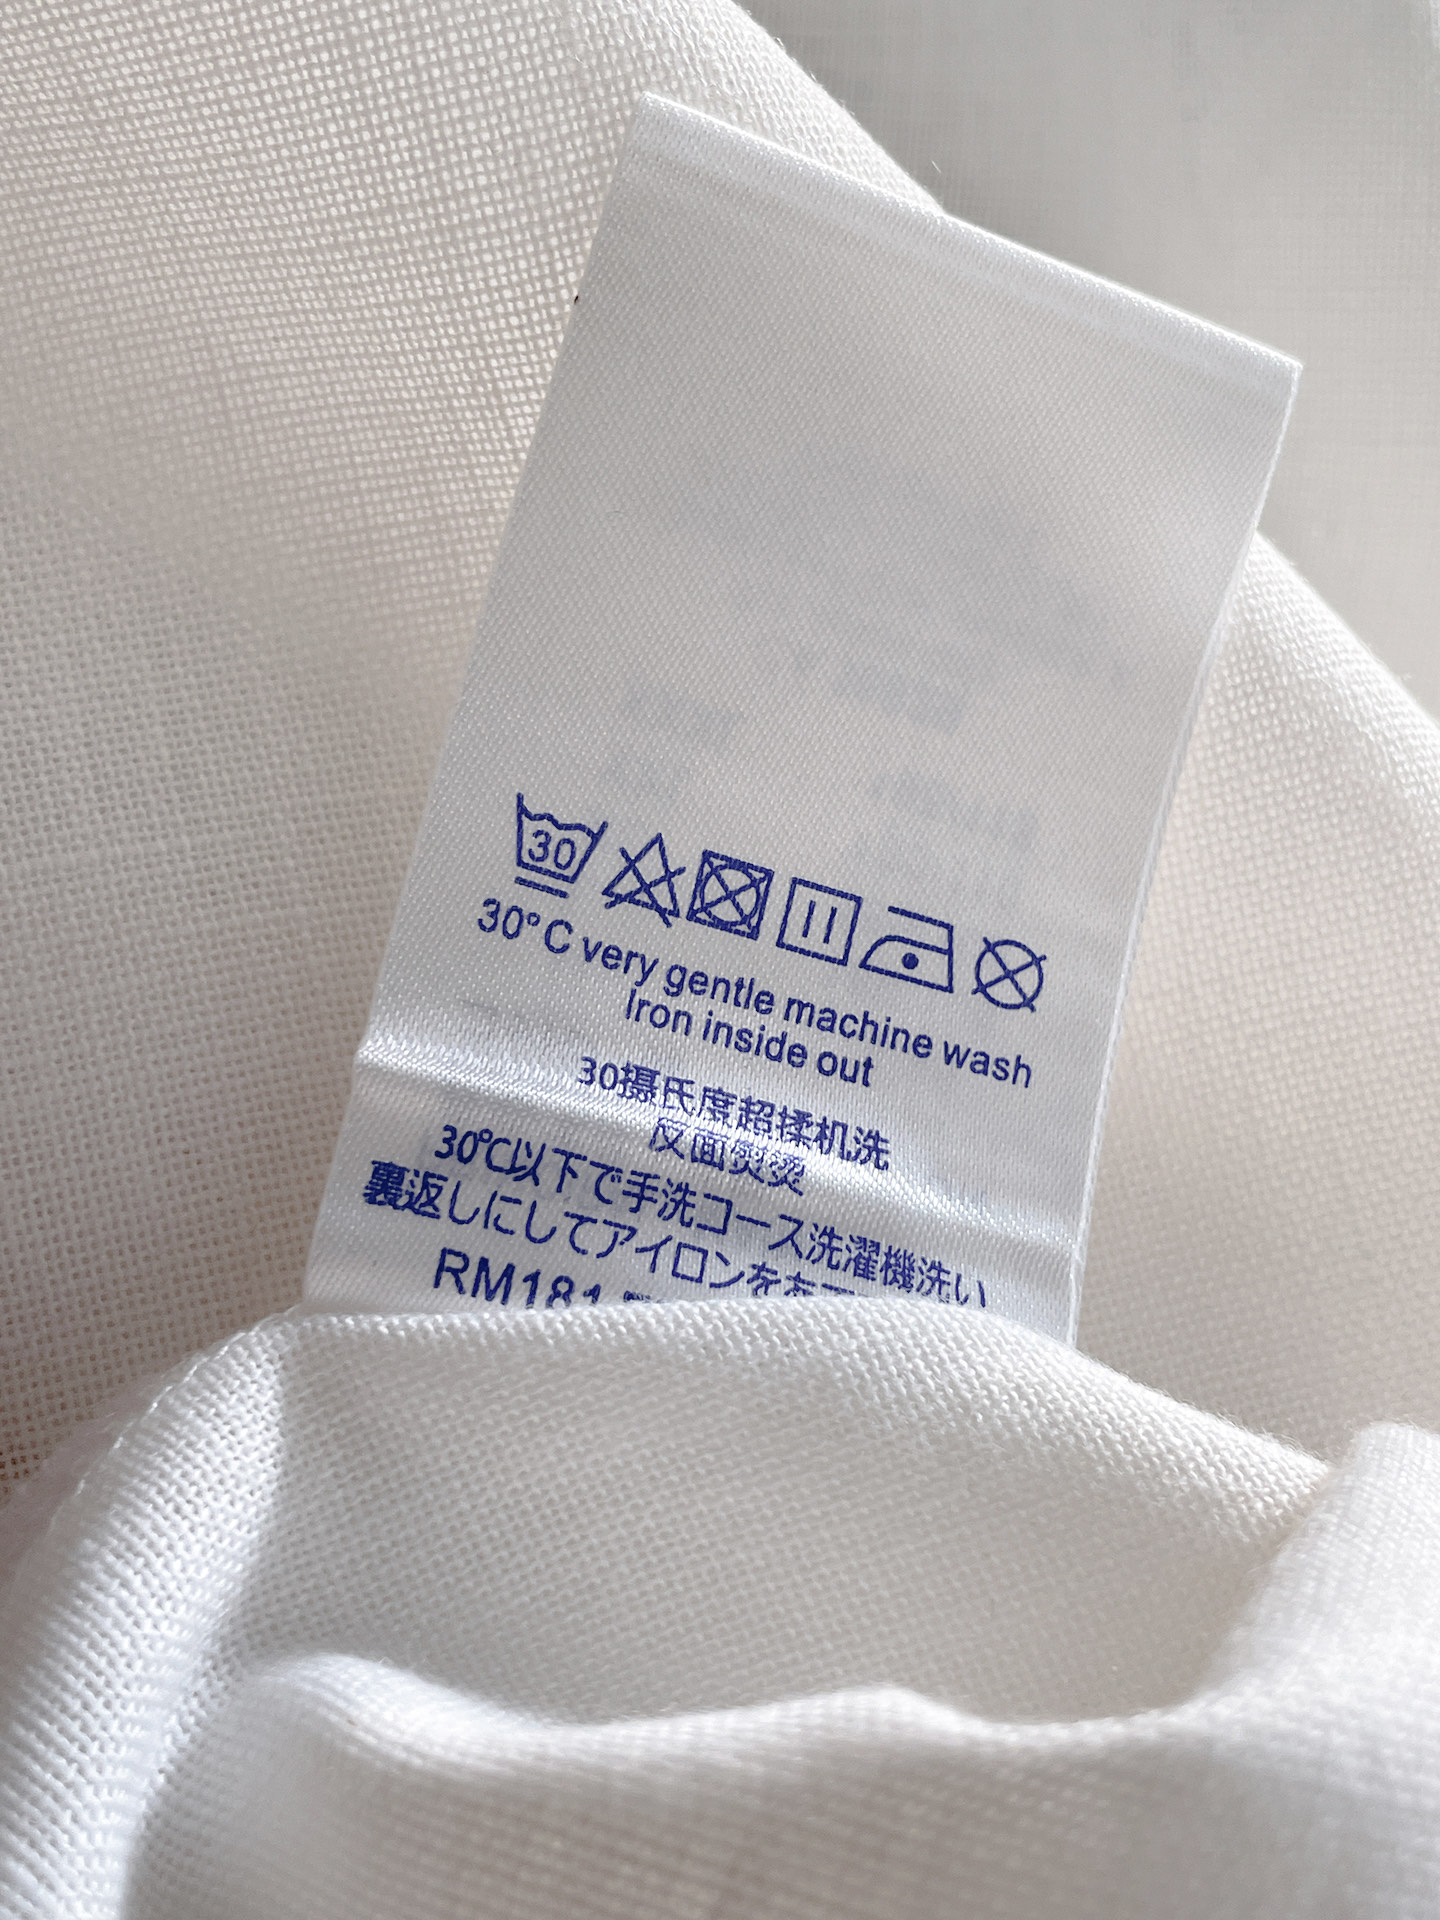 30
30°C very gentle machine wash
Iron inside out
30摄氏度超揉机洗
反面熨烫
30℃以下で手洗コース洗濯機洗い
裏返しにしてアイロンを
RM181